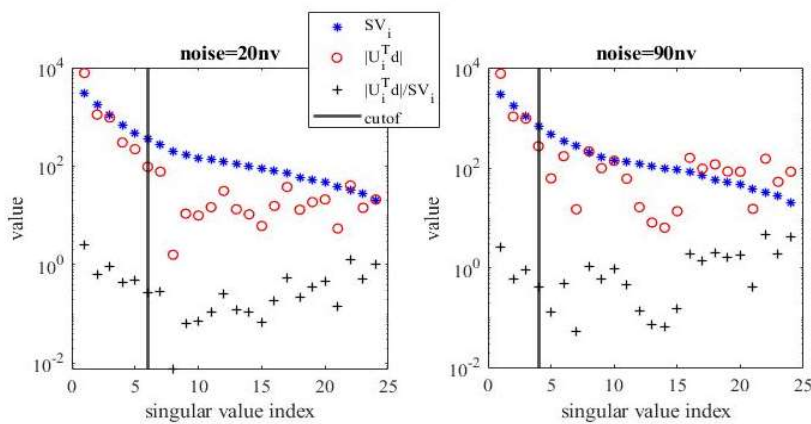 noise=20nv
SV_i
|U_i^T d|
|U_i^T d|/SV_i
cutof
noise=90nv
10^4
10^2
10^0
10^-2
value
0 5 10 15 20 25
singular value index
10^4
10^2
10^0
10^-2
value
0 5 10 15 20 25
singular value index